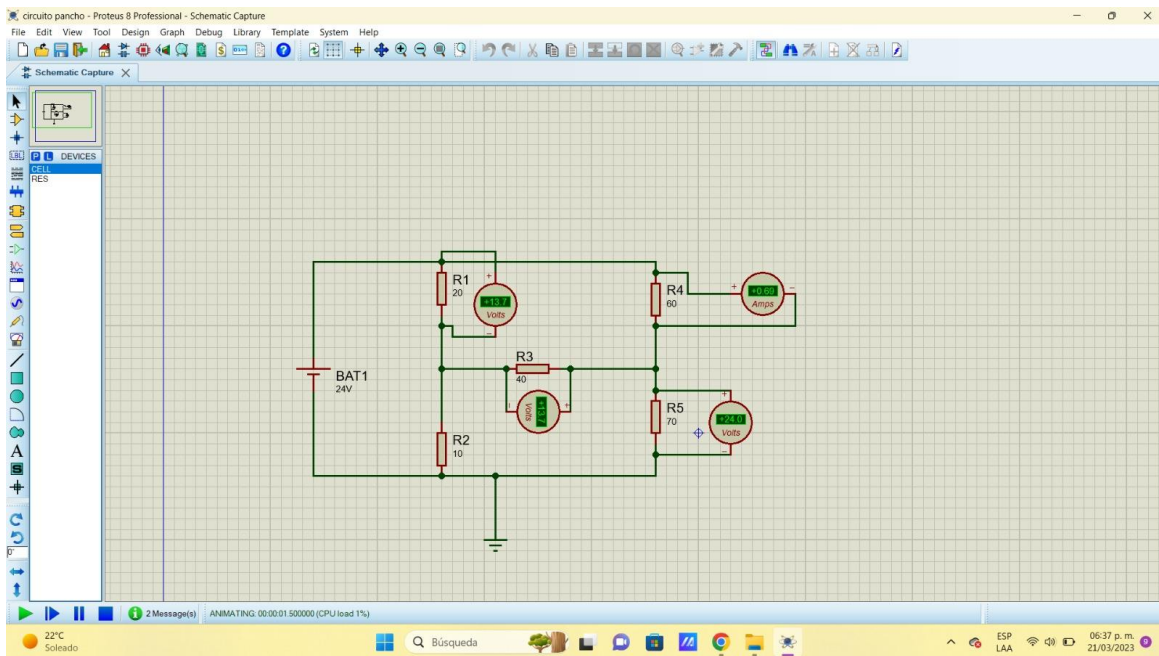 circuito pancho - Proteus 8 Professional - Schematic Capture
File Edit View Tool Design Graph Debug Library Template System Help
Schematic Capture
P L DEVICES
CELL
RES
R1
20
+13.7
Volts
R4
60
+0.69
Amps
R3
40
+13.7
Volts
BAT1
24V
R5
70
+24.0
Volts
R2
10
2 Message(s) ANIMATING: 00:00:01.500000 (CPU load 1%)
22°C
Soleado
Búsqueda
ESP
LAA
06:37 p. m.
21/03/2023